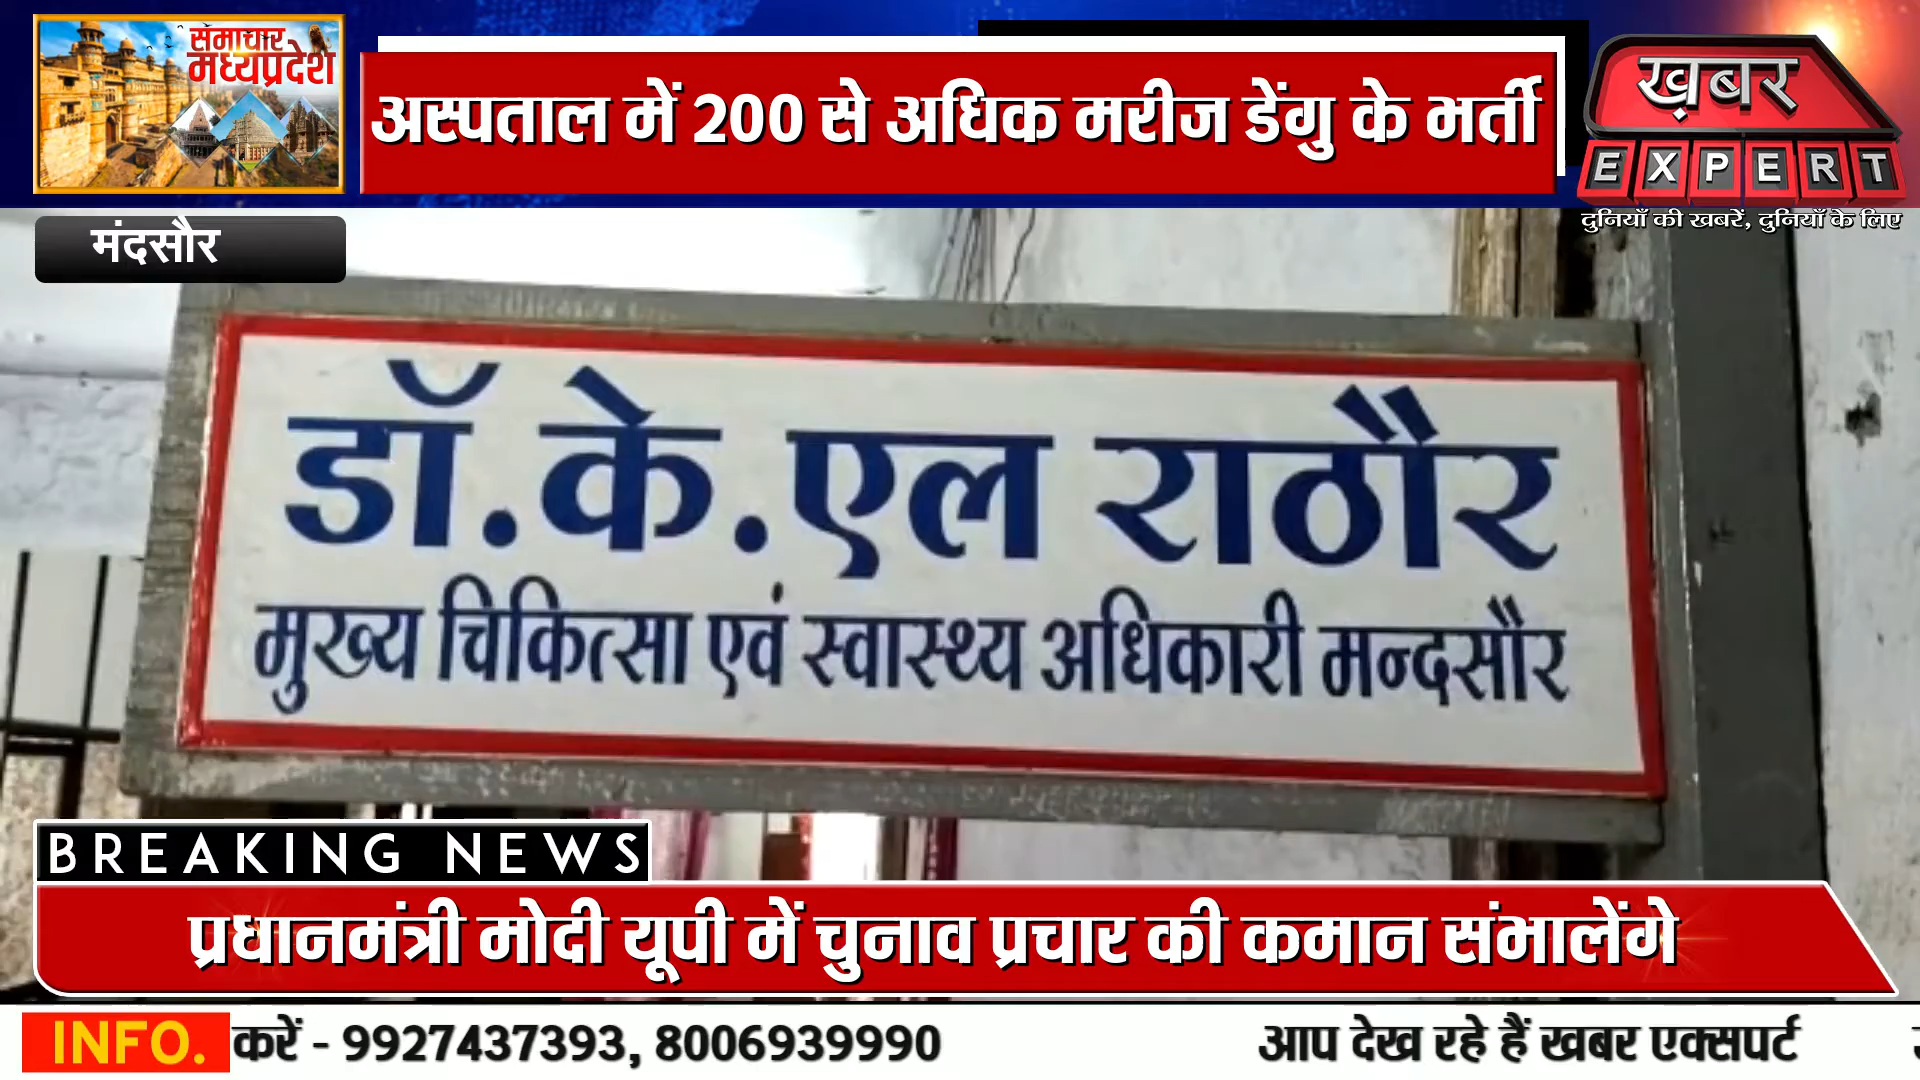 समाचार
मध्यप्रदेश
अस्पताल में 200 से अधिक मरीज डेंगु के भर्ती
ख़बर
EXPERT
दुनियाँ की खबरें, दुनियाँ के लिए
मंदसौर
डॉ.के.एल राठौर
मुख्य चिकित्सा एवं स्वास्थ्य अधिकारी मन्दसौर
BREAKING NEWS
प्रधानमंत्री मोदी यूपी में चुनाव प्रचार की कमान संभालेंगे
INFO. करें - 9927437393, 8006939990 आप देख रहे हैं खबर एक्सपर्ट